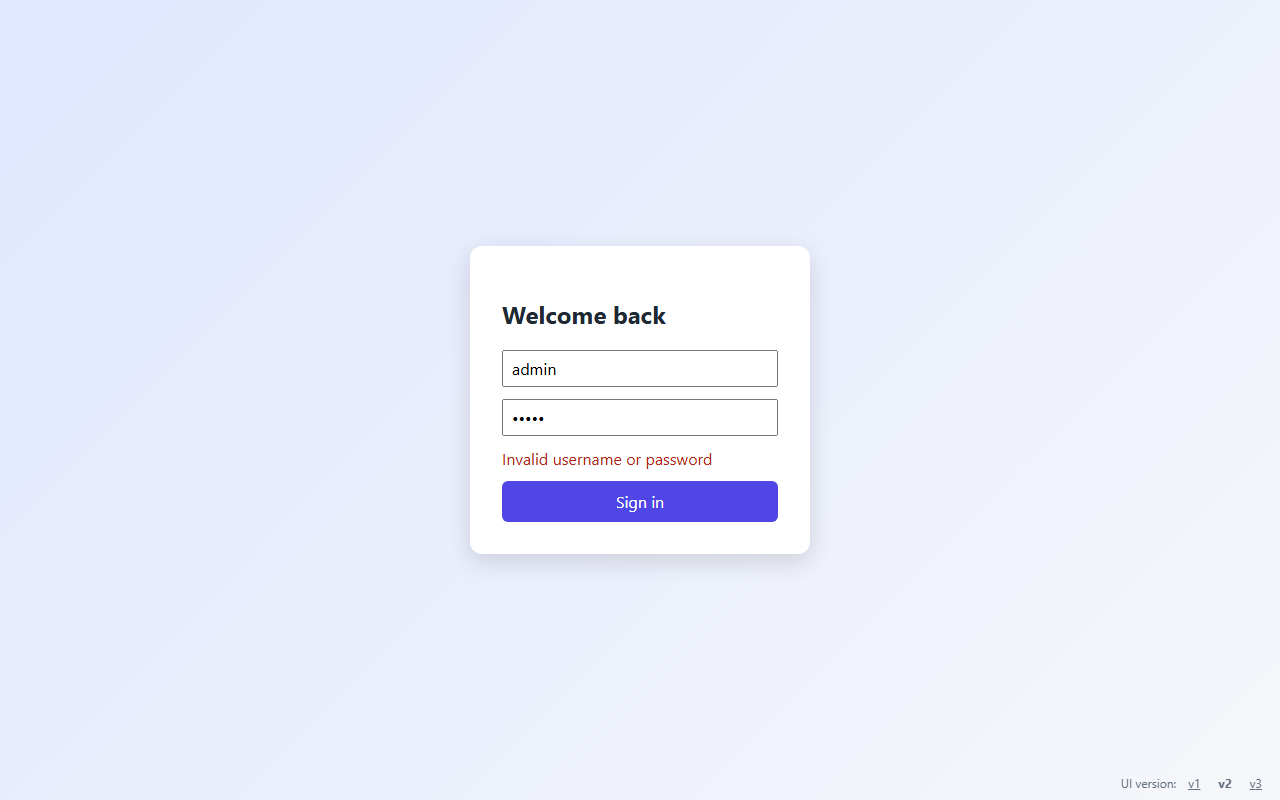 Welcome back
admin
•••••
Invalid username or password
Sign in
UI version: v1 v2 v3